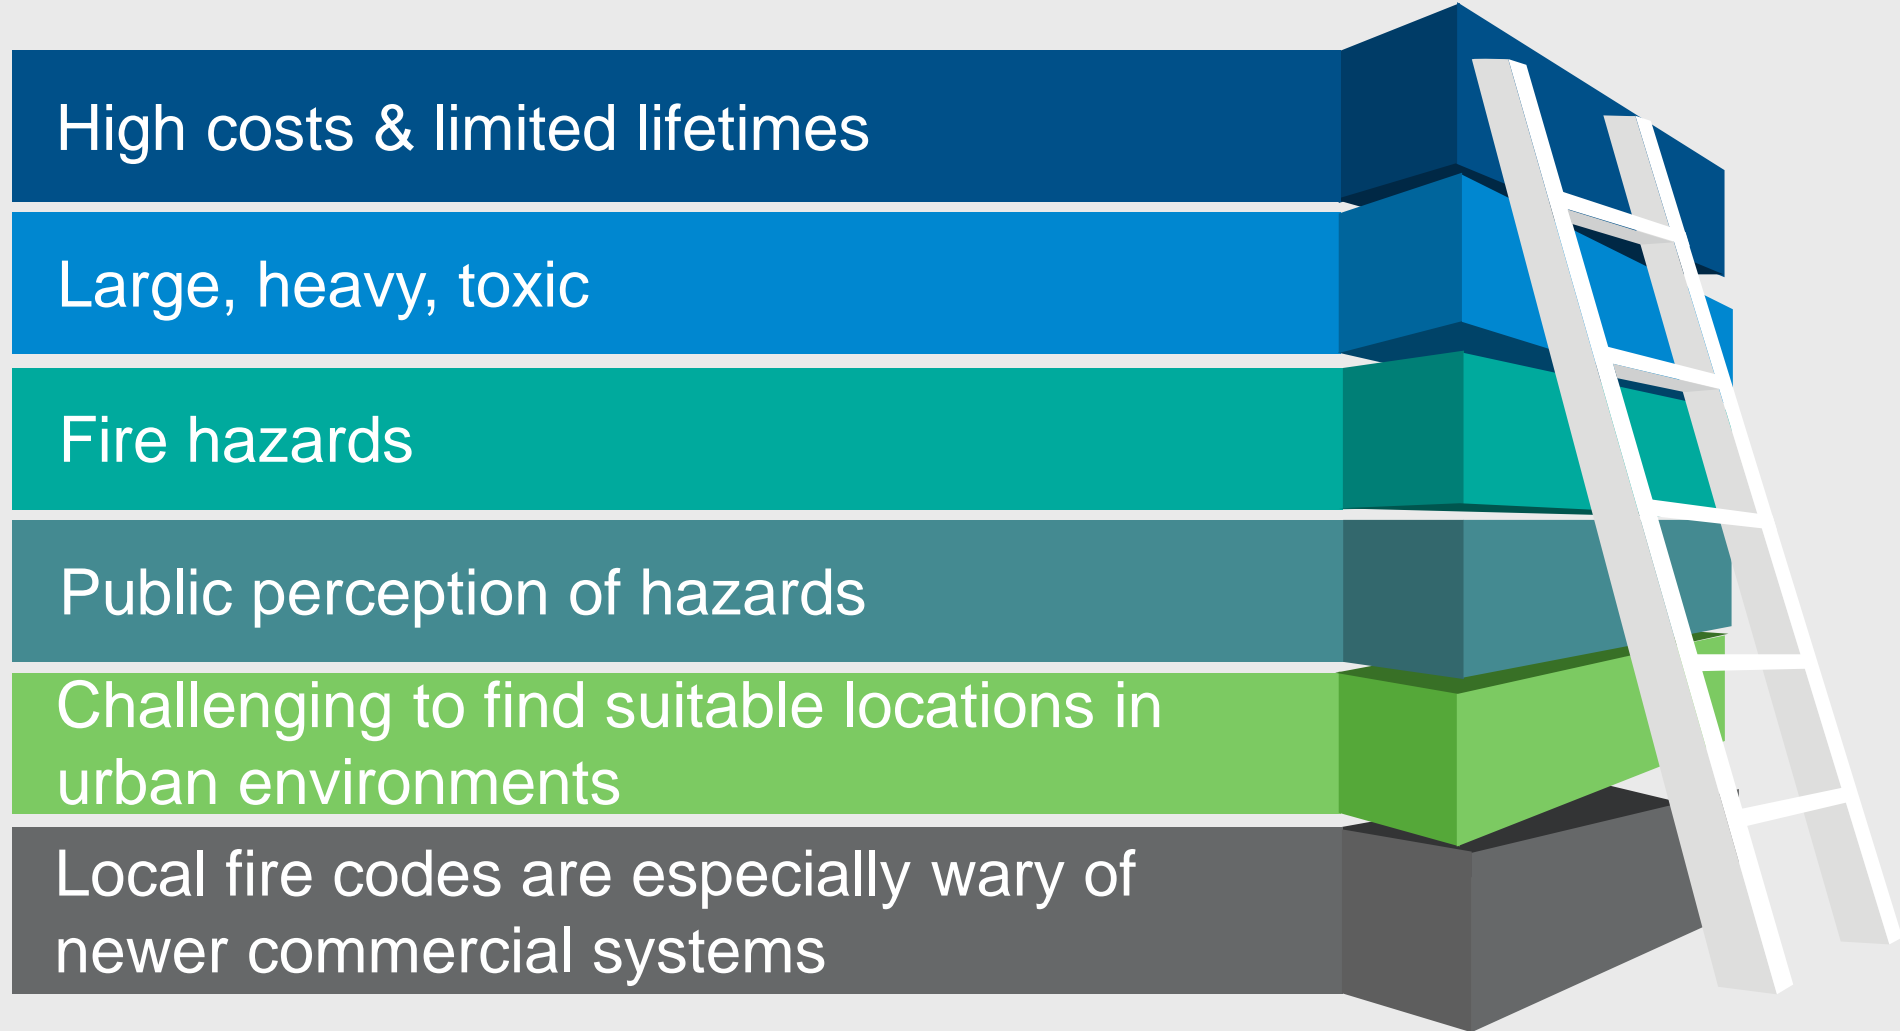 High costs & limited lifetimes
Large, heavy, toxic
Fire hazards
Public perception of hazards
Challenging to find suitable locations in
urban environments
Local fire codes are especially wary of
newer commercial systems